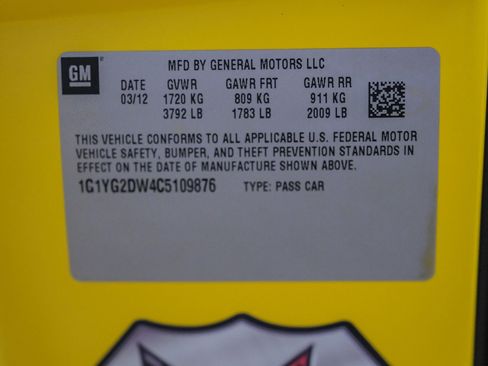 GM
MFD BY GENERAL MOTORS LLC
DATE GVWR GAWR FRT GAWR RR
03/12 1720 KG 809 KG 911 KG
3792 LB 1783 LB 2009 LB
THIS VEHICLE CONFORMS TO ALL APPLICABLE U.S. FEDERAL MOTOR
VEHICLE SAFETY, BUMPER, AND THEFT PREVENTION STANDARDS IN
EFFECT ON THE DATE OF MANUFACTURE SHOWN ABOVE.
1G1YG2DW4C5109876 TYPE: PASS CAR